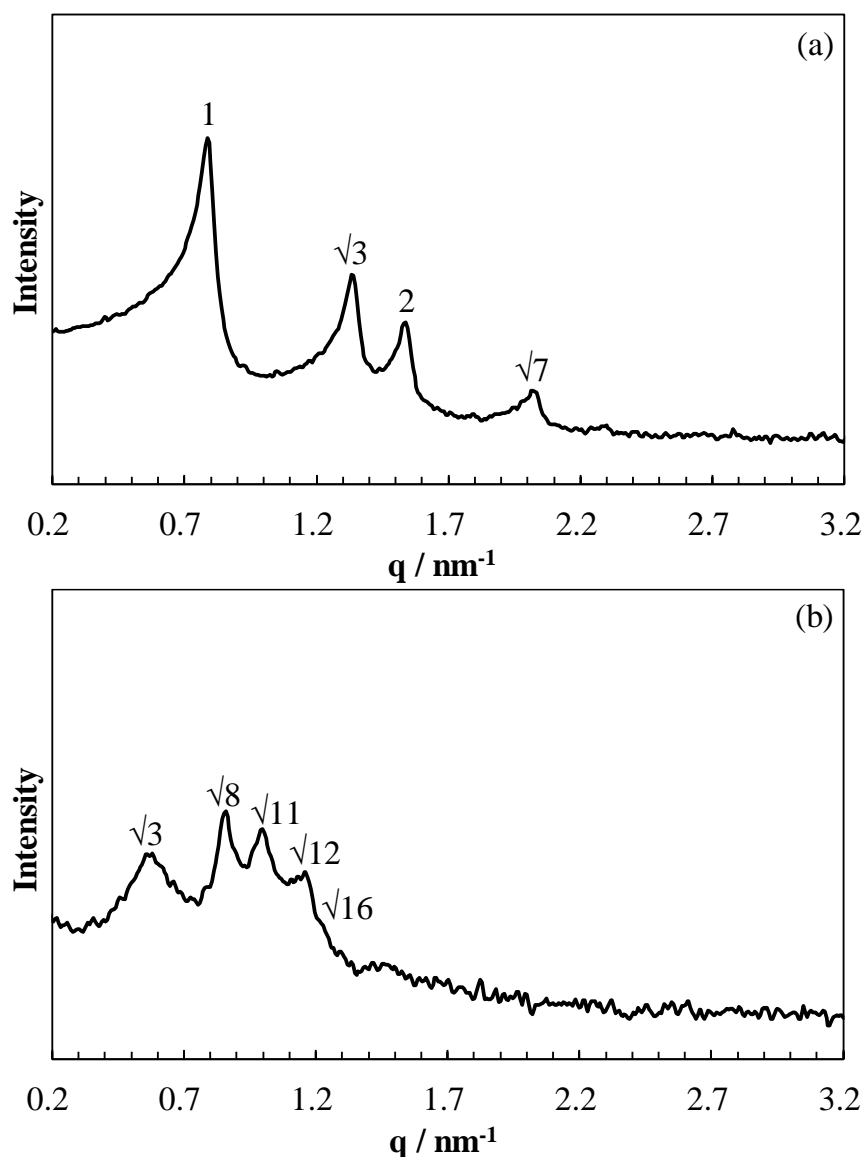 (a)
1
√3
2
√7
Intensity
0.2 0.7 1.2 1.7 2.2 2.7 3.2
q / nm-1
(b)
√8
√11
√3
√12
√16
Intensity
0.2 0.7 1.2 1.7 2.2 2.7 3.2
q / nm-1